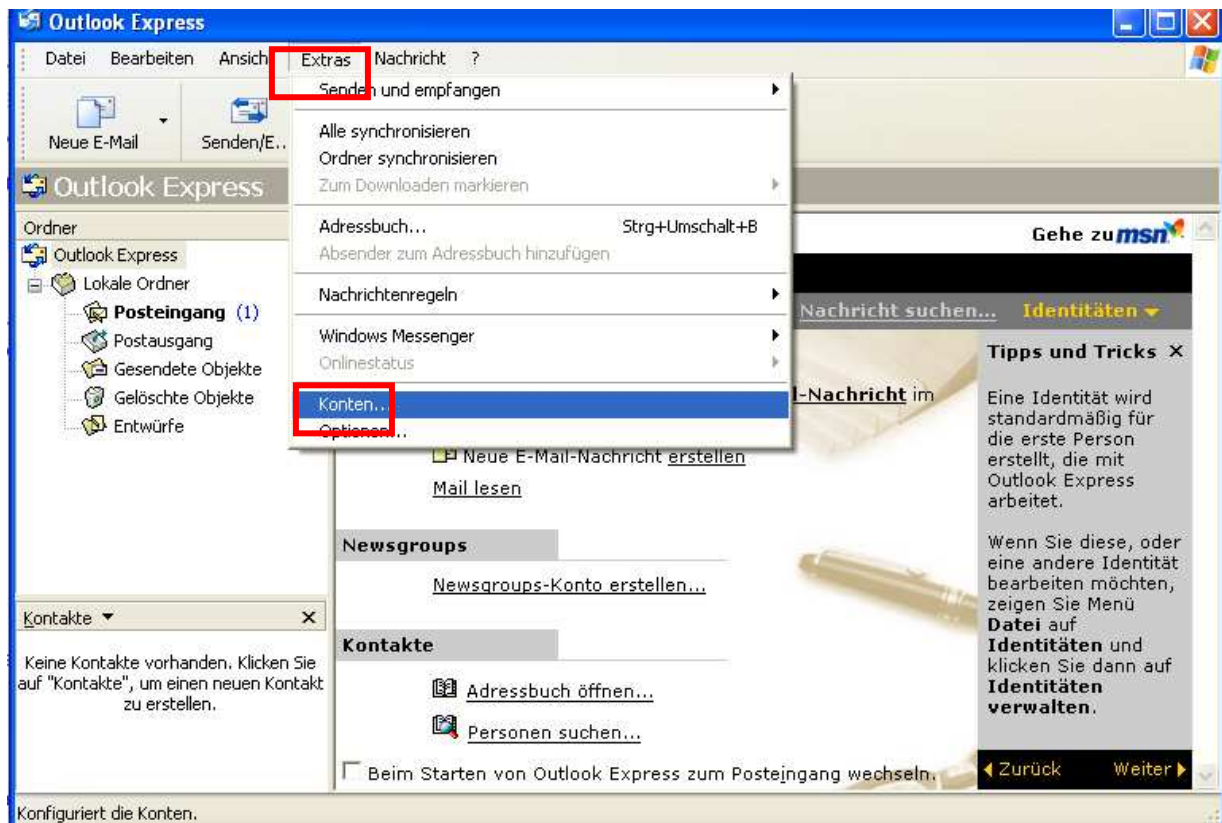 Outlook Express
Datei Bearbeiten Ansich Extras Nachricht ?
Neue E-Mail Senden/E...
Senden und empfangen
Alle synchronisieren
Ordner synchronisieren
Zum Downloaden markieren
Adressbuch... Strg+Umschalt+B
Absender zum Adressbuch hinzufügen
Nachrichtenregeln
Windows Messenger
Onlinestatus
Konten...
Optionen...
Outlook Express
Ordner
Outlook Express
Lokale Ordner
Posteingang (1)
Postausgang
Gesendete Objekte
Gelöschte Objekte
Entwürfe
Kontakte
Keine Kontakte vorhanden. Klicken Sie
auf "Kontakte", um einen neuen Kontakt
zu erstellen.
Gehe zu msn
Nachricht suchen... Identitäten
l-Nachricht im
Neue E-Mail-Nachricht erstellen
Mail lesen
Newsgroups
Newsgroups-Konto erstellen...
Kontakte
Adressbuch öffnen...
Personen suchen...
Beim Starten von Outlook Express zum Posteingang wechseln.
Tipps und Tricks
Eine Identität wird
standardmäßig für
die erste Person
erstellt, die mit
Outlook Express
arbeitet.
Wenn Sie diese, oder
eine andere Identität
bearbeiten möchten,
zeigen Sie Menü
Datei auf
Identitäten und
klicken Sie dann auf
Identitäten
verwalten.
Zurück Weiter
Konfiguriert die Konten.